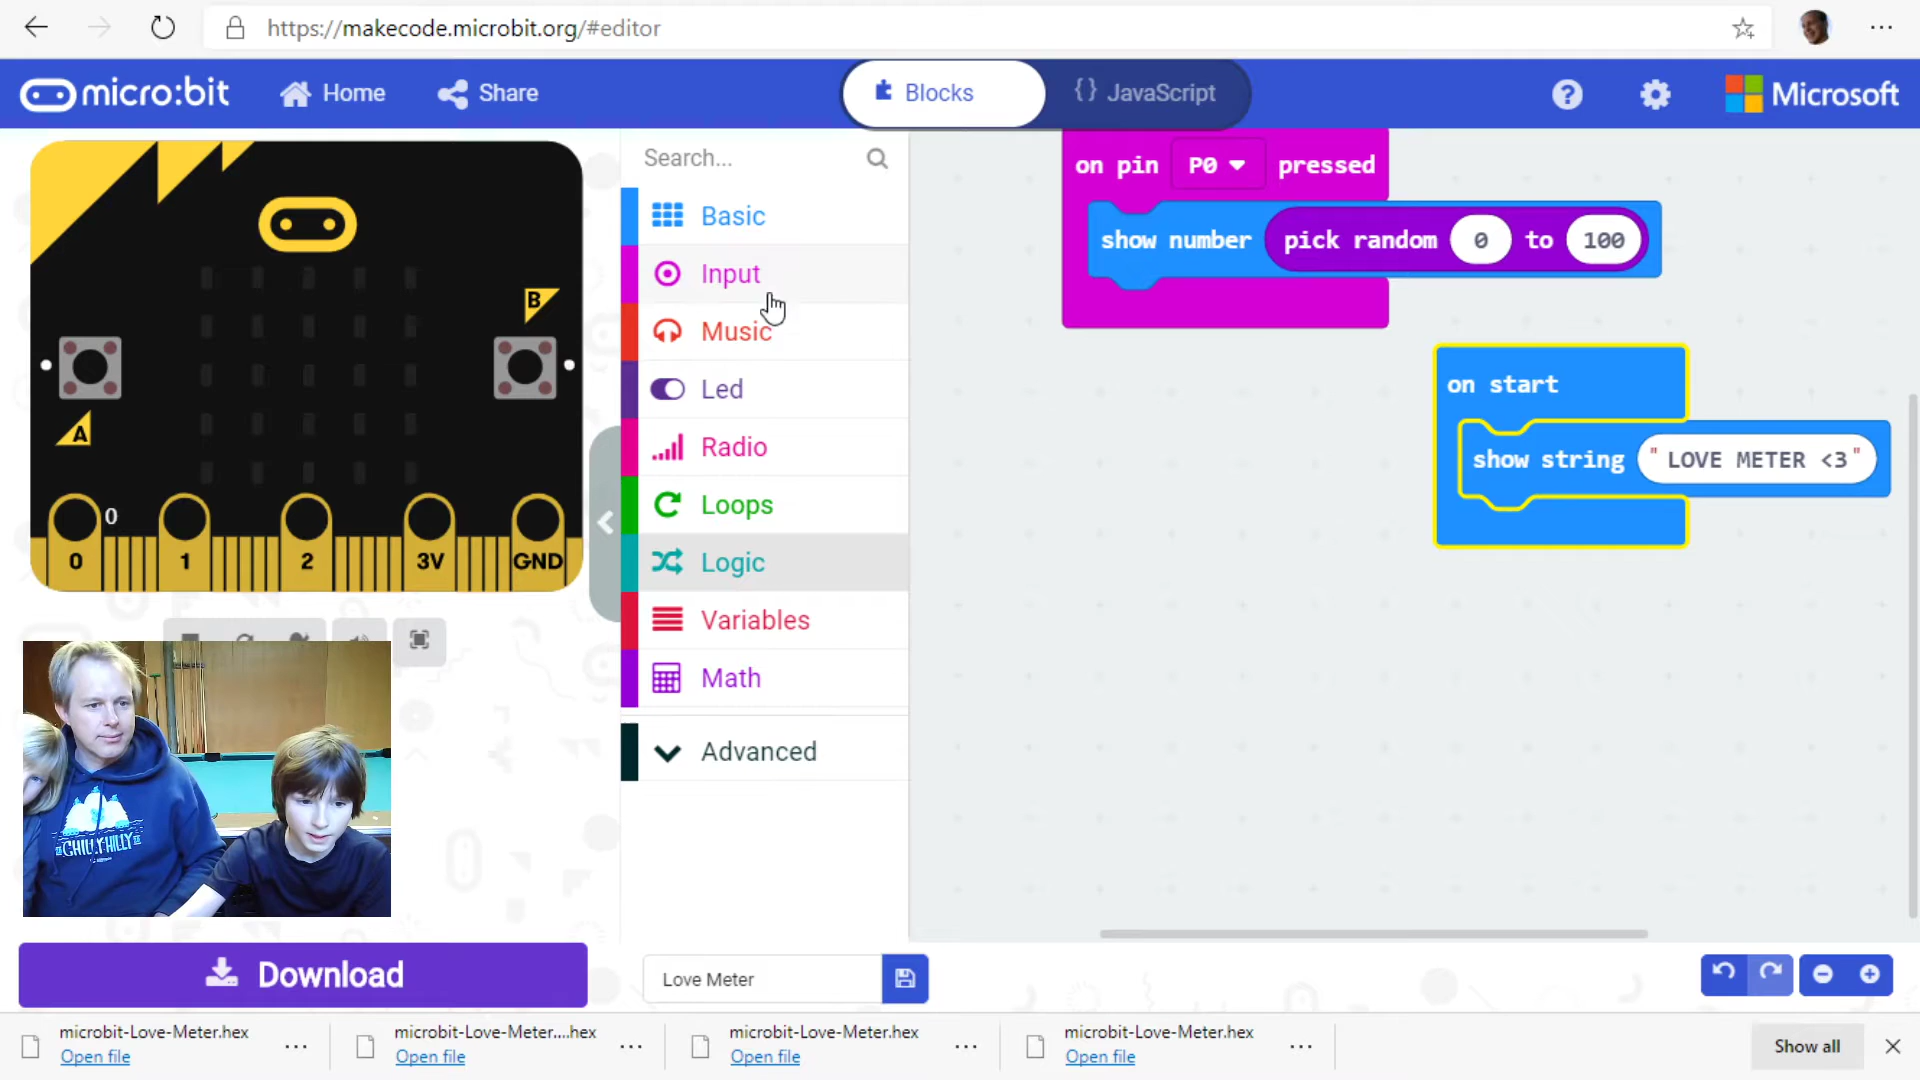 https://makecode.microbit.org/#editor
micro:bit
Home
Share
Blocks
{ } JavaScript
?
Microsoft
Search...
Basic
Input
Music
Led
Radio
Loops
Logic
Variables
Math
Advanced
B
A
0
0
1
2
3V
GND
on pin P0 pressed
show number pick random 0 to 100
on start
show string "LOVE METER <3"
CHILLY HILLY
Download
Love Meter
microbit-Love-Meter.hex
Open file
microbit-Love-Meter....hex
Open file
microbit-Love-Meter.hex
Open file
microbit-Love-Meter.hex
Open file
Show all